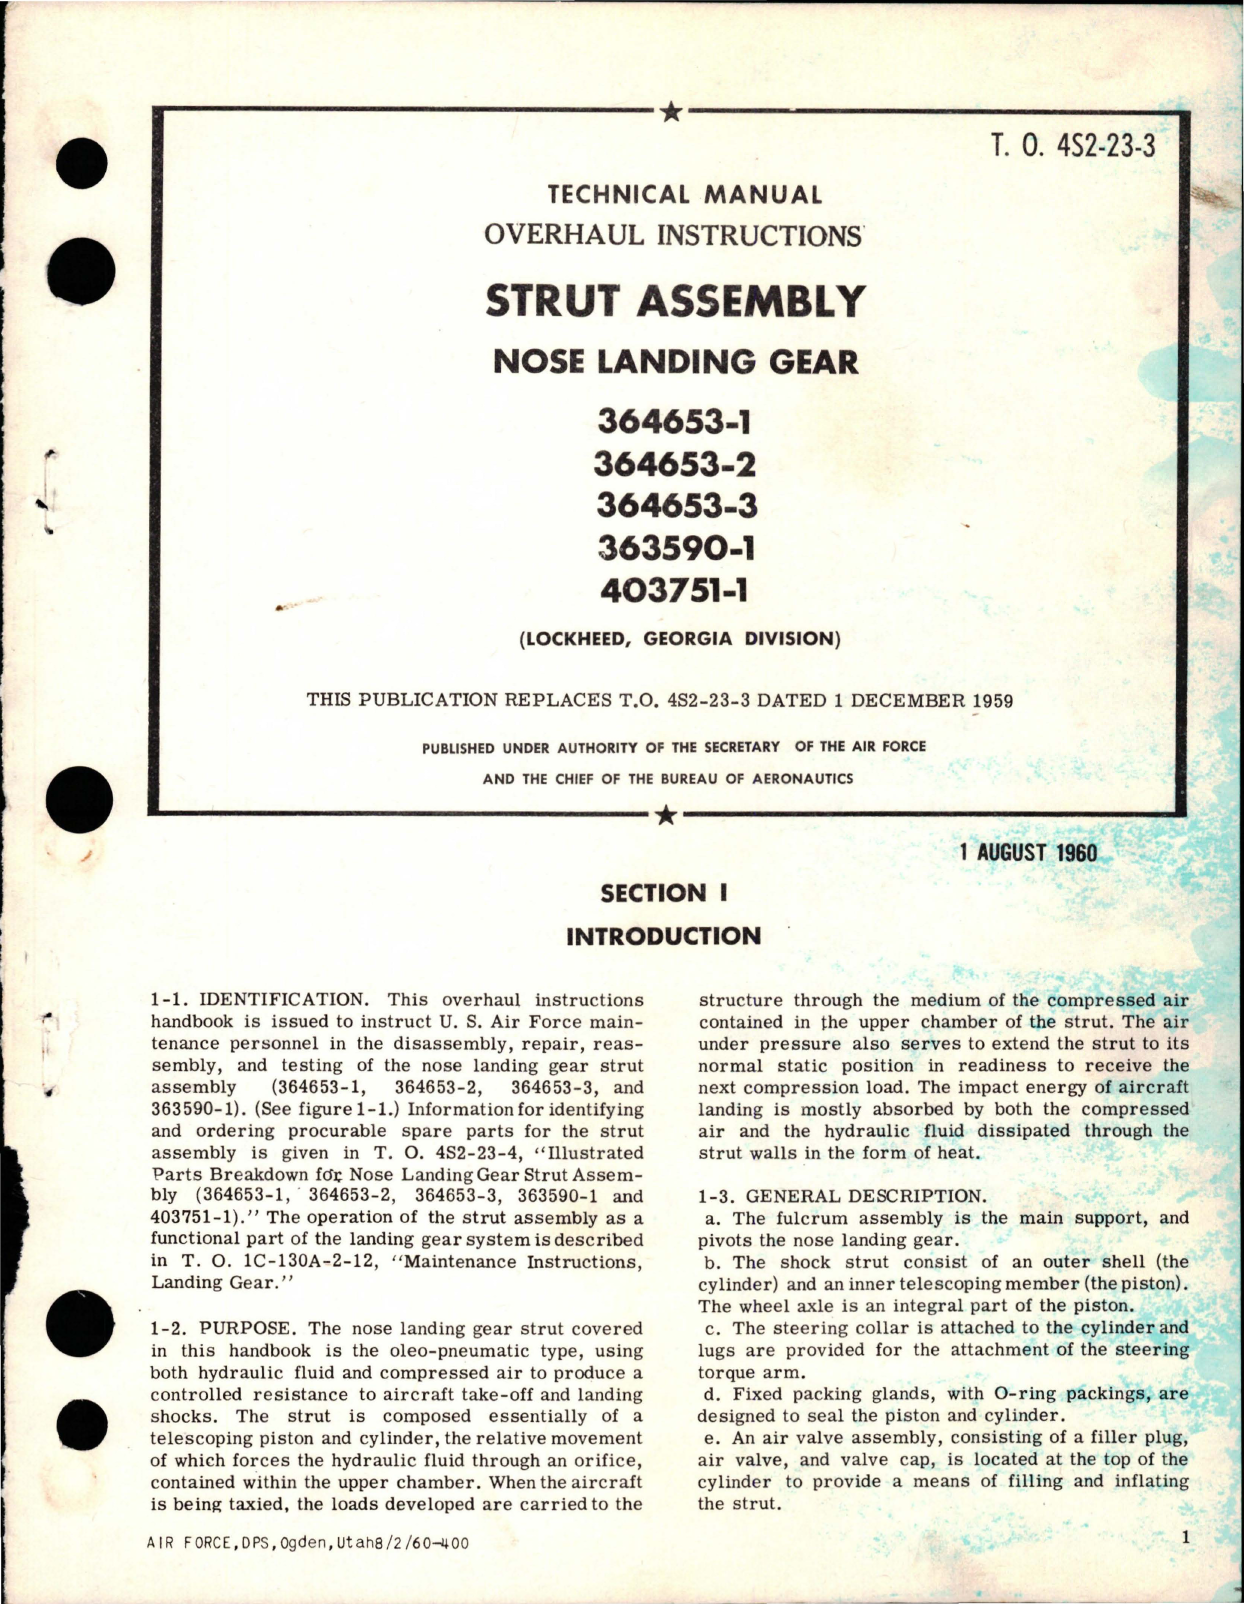 T. O. 4S2-23-3
TECHNICAL MANUAL
OVERHAUL INSTRUCTIONS
STRUT ASSEMBLY
NOSE LANDING GEAR
364653-1
364653-2
364653-3
363590-1
403751-1
(LOCKHEED, GEORGIA DIVISION)
THIS PUBLICATION REPLACES T.O. 4S2-23-3 DATED 1 DECEMBER 1959
PUBLISHED UNDER AUTHORITY OF THE SECRETARY OF THE AIR FORCE
AND THE CHIEF OF THE BUREAU OF AERONAUTICS
1 AUGUST 1960
SECTION I
INTRODUCTION
1-1. IDENTIFICATION. This overhaul instructions
handbook is issued to instruct U. S. Air Force main-
tenance personnel in the disassembly, repair, reas-
sembly, and testing of the nose landing gear strut
assembly (364653-1, 364653-2, 364653-3, and
363590-1). (See figure 1-1.) Information for identifying
and ordering procurable spare parts for the strut
assembly is given in T. O. 4S2-23-4, “Illustrated
Parts Breakdown for Nose Landing Gear Strut Assem-
bly (364653-1, 364653-2, 364653-3, 363590-1 and
403751-1).” The operation of the strut assembly as a
functional part of the landing gear system is described
in T. O. 1C-130A-2-12, “Maintenance Instructions,
Landing Gear.”
1-2. PURPOSE. The nose landing gear strut covered
in this handbook is the oleo-pneumatic type, using
both hydraulic fluid and compressed air to produce a
controlled resistance to aircraft take-off and landing
shocks. The strut is composed essentially of a
telescoping piston and cylinder, the relative movement
of which forces the hydraulic fluid through an orifice,
contained within the upper chamber. When the aircraft
is being taxied, the loads developed are carried to the
structure through the medium of the compressed air
contained in the upper chamber of the strut. The air
under pressure also serves to extend the strut to its
normal static position in readiness to receive the
next compression load. The impact energy of aircraft
landing is mostly absorbed by both the compressed
air and the hydraulic fluid dissipated through the
strut walls in the form of heat.
1-3. GENERAL DESCRIPTION.
a. The fulcrum assembly is the main support, and
pivots the nose landing gear.
b. The shock strut consist of an outer shell (the
cylinder) and an inner telescoping member (the piston).
The wheel axle is an integral part of the piston.
c. The steering collar is attached to the cylinder and
lugs are provided for the attachment of the steering
torque arm.
d. Fixed packing glands, with O-ring packings, are
designed to seal the piston and cylinder.
e. An air valve assembly, consisting of a filler plug,
air valve, and valve cap, is located at the top of the
cylinder to provide a means of filling and inflating
the strut.
AIR FORCE,DPS,Ogden,Utah8/2/60-400
1